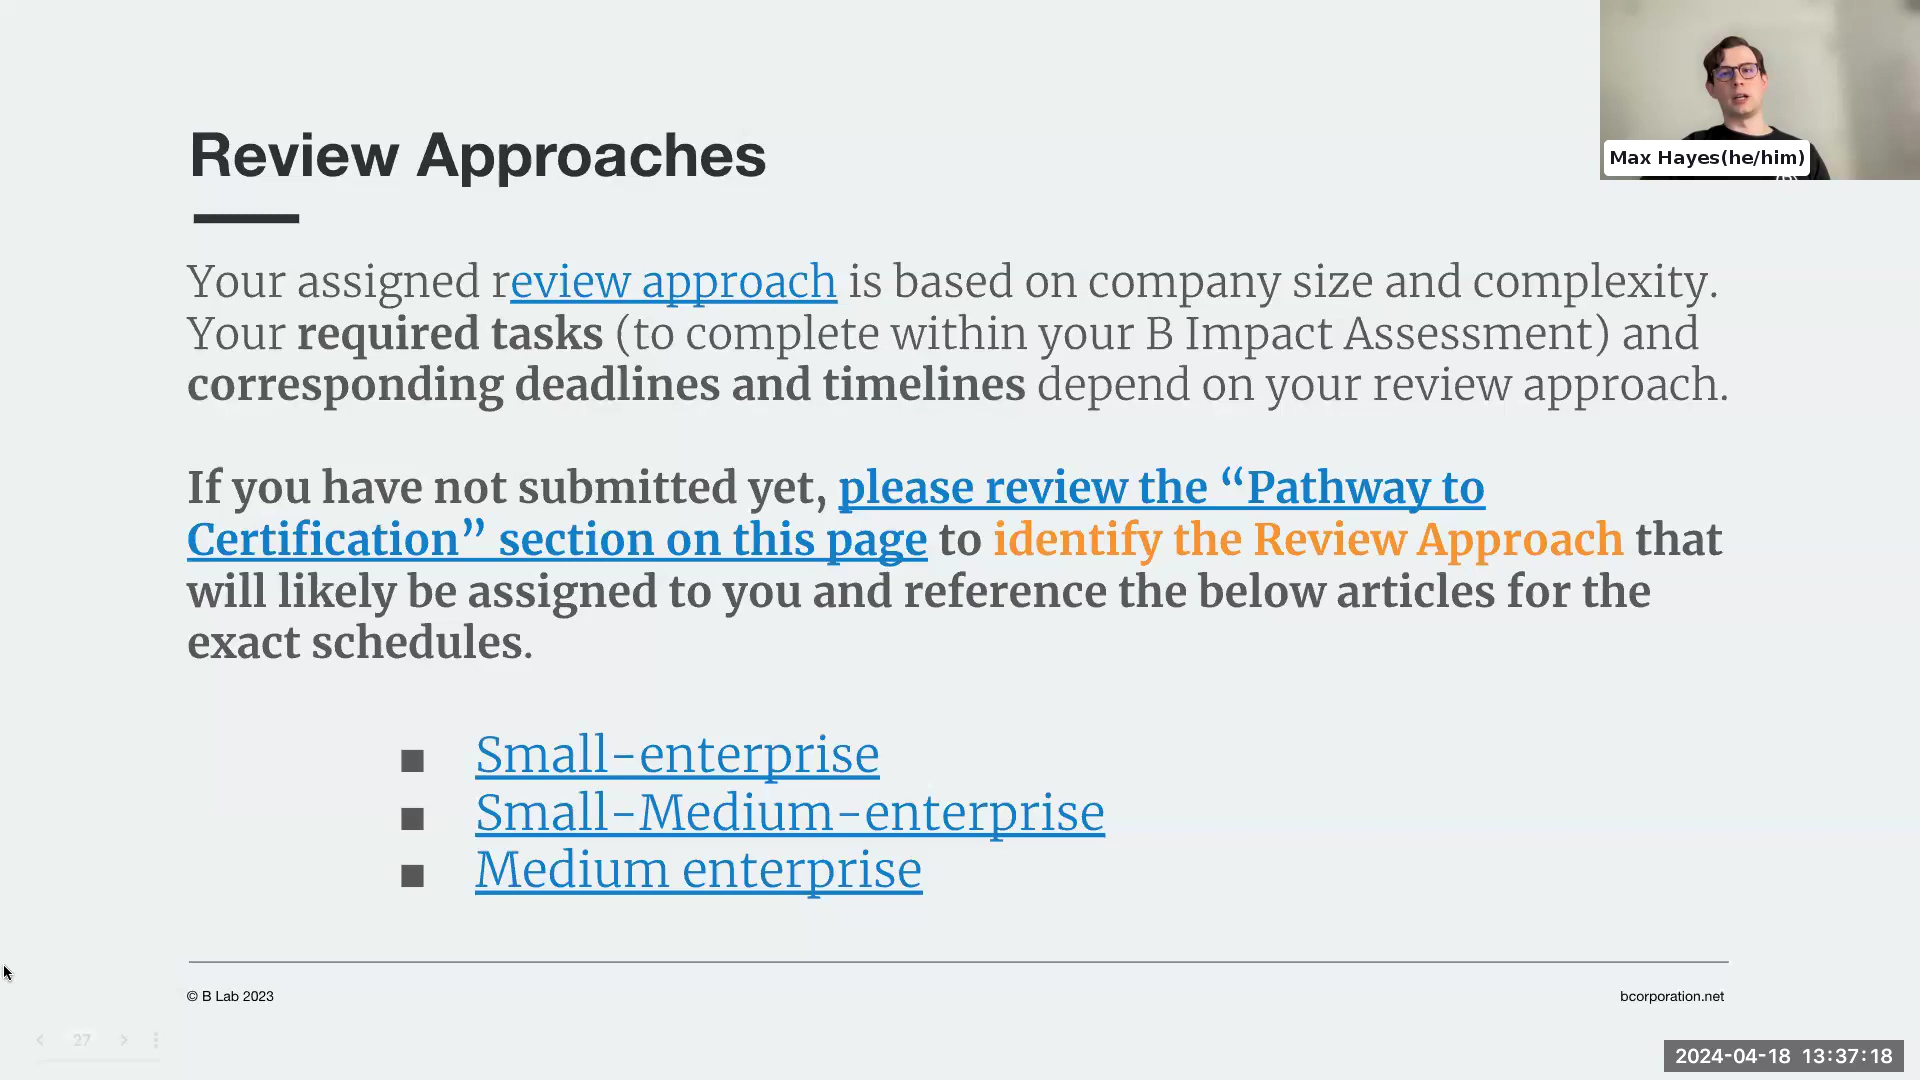 Max Hayes(he/him)
Review Approaches
Your assigned review approach is based on company size and complexity.
Your required tasks (to complete within your B Impact Assessment) and
corresponding deadlines and timelines depend on your review approach.
If you have not submitted yet, please review the “Pathway to
Certification” section on this page to identify the Review Approach that
will likely be assigned to you and reference the below articles for the
exact schedules.
■ Small-enterprise
■ Small-Medium-enterprise
■ Medium enterprise
© B Lab 2023
bcorporation.net
27
2024-04-18 13:37:18